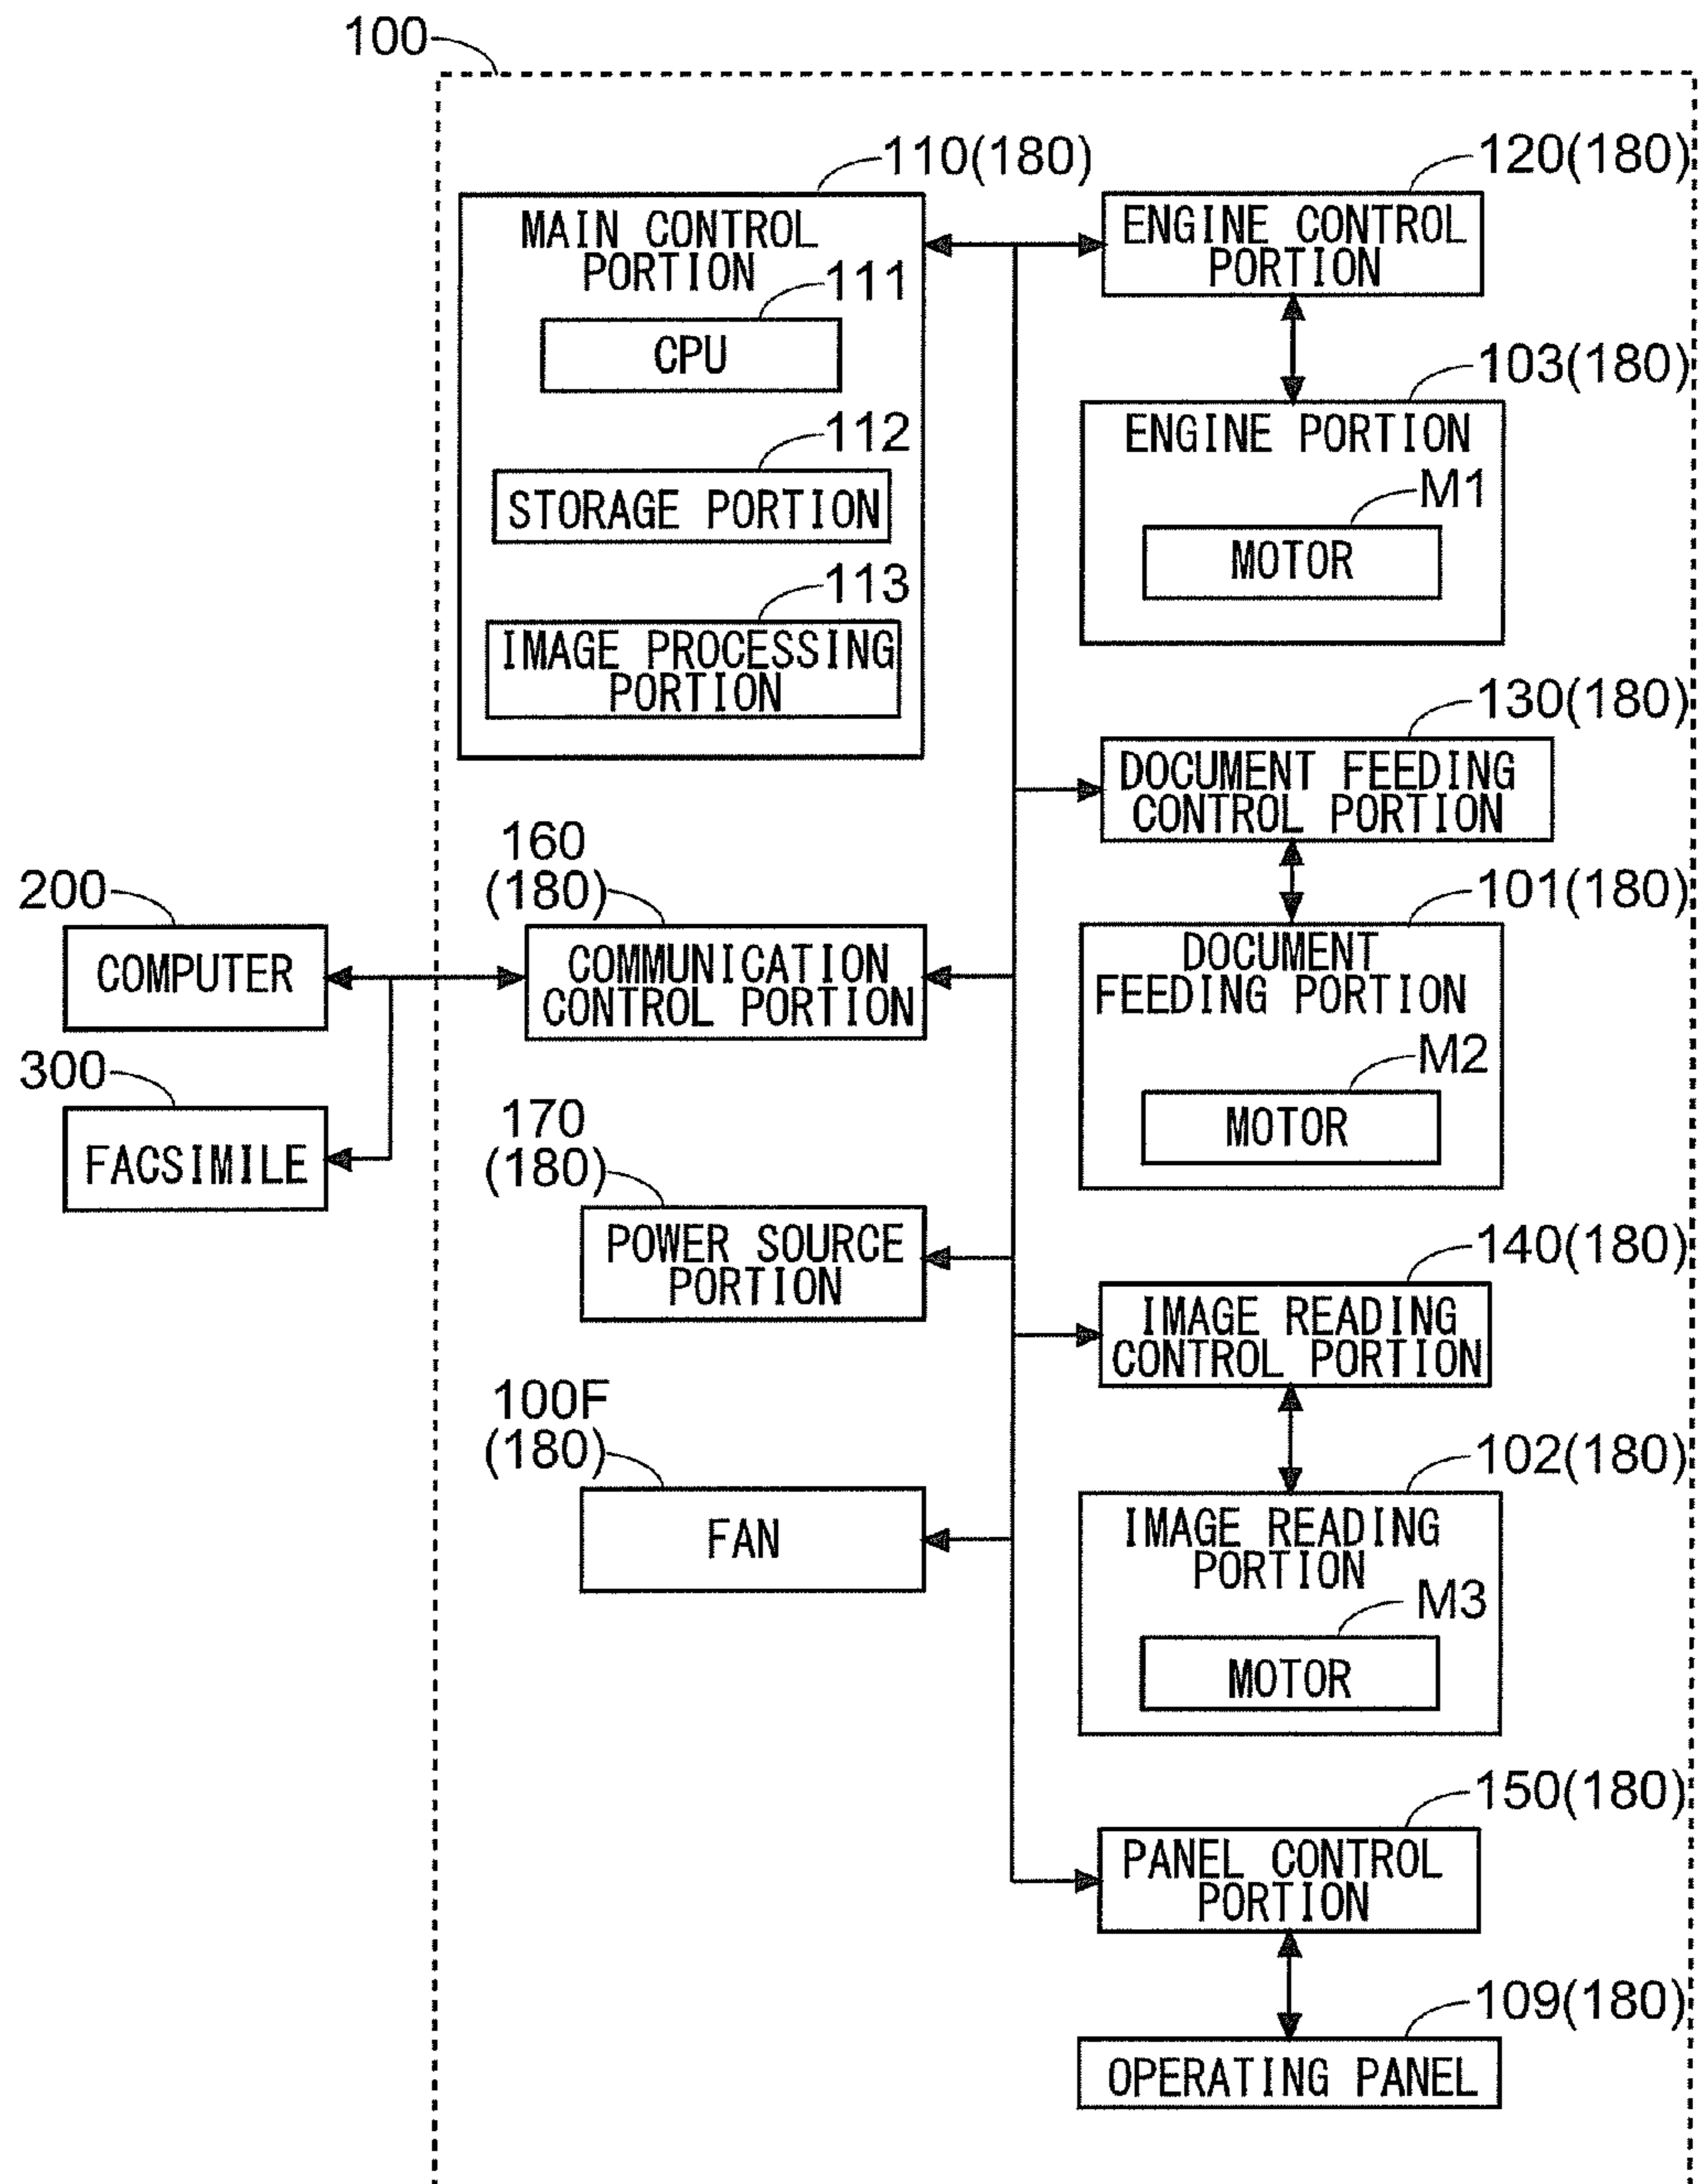 100
110(180)
MAIN CONTROL
PORTION
111
CPU
112
STORAGE PORTION
113
IMAGE PROCESSING
PORTION
120(180)
ENGINE CONTROL
PORTION
103(180)
ENGINE PORTION
M1
MOTOR
130(180)
DOCUMENT FEEDING
CONTROL PORTION
101(180)
DOCUMENT
FEEDING PORTION
M2
MOTOR
160
(180)
COMMUNICATION
CONTROL PORTION
200
COMPUTER
300
FACSIMILE
170
(180)
POWER SOURCE
PORTION
100F
(180)
FAN
140(180)
IMAGE READING
CONTROL PORTION
102(180)
IMAGE READING
PORTION
M3
MOTOR
150(180)
PANEL CONTROL
PORTION
109(180)
OPERATING PANEL